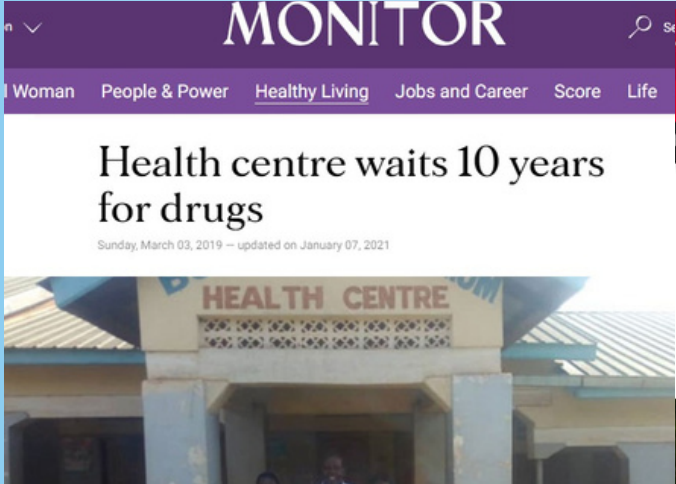 MONITOR
l Woman People & Power Healthy Living Jobs and Career Score Life
Health centre waits 10 years
for drugs
Sunday, March 03, 2019 — updated on January 07, 2021
HEALTH CENTRE